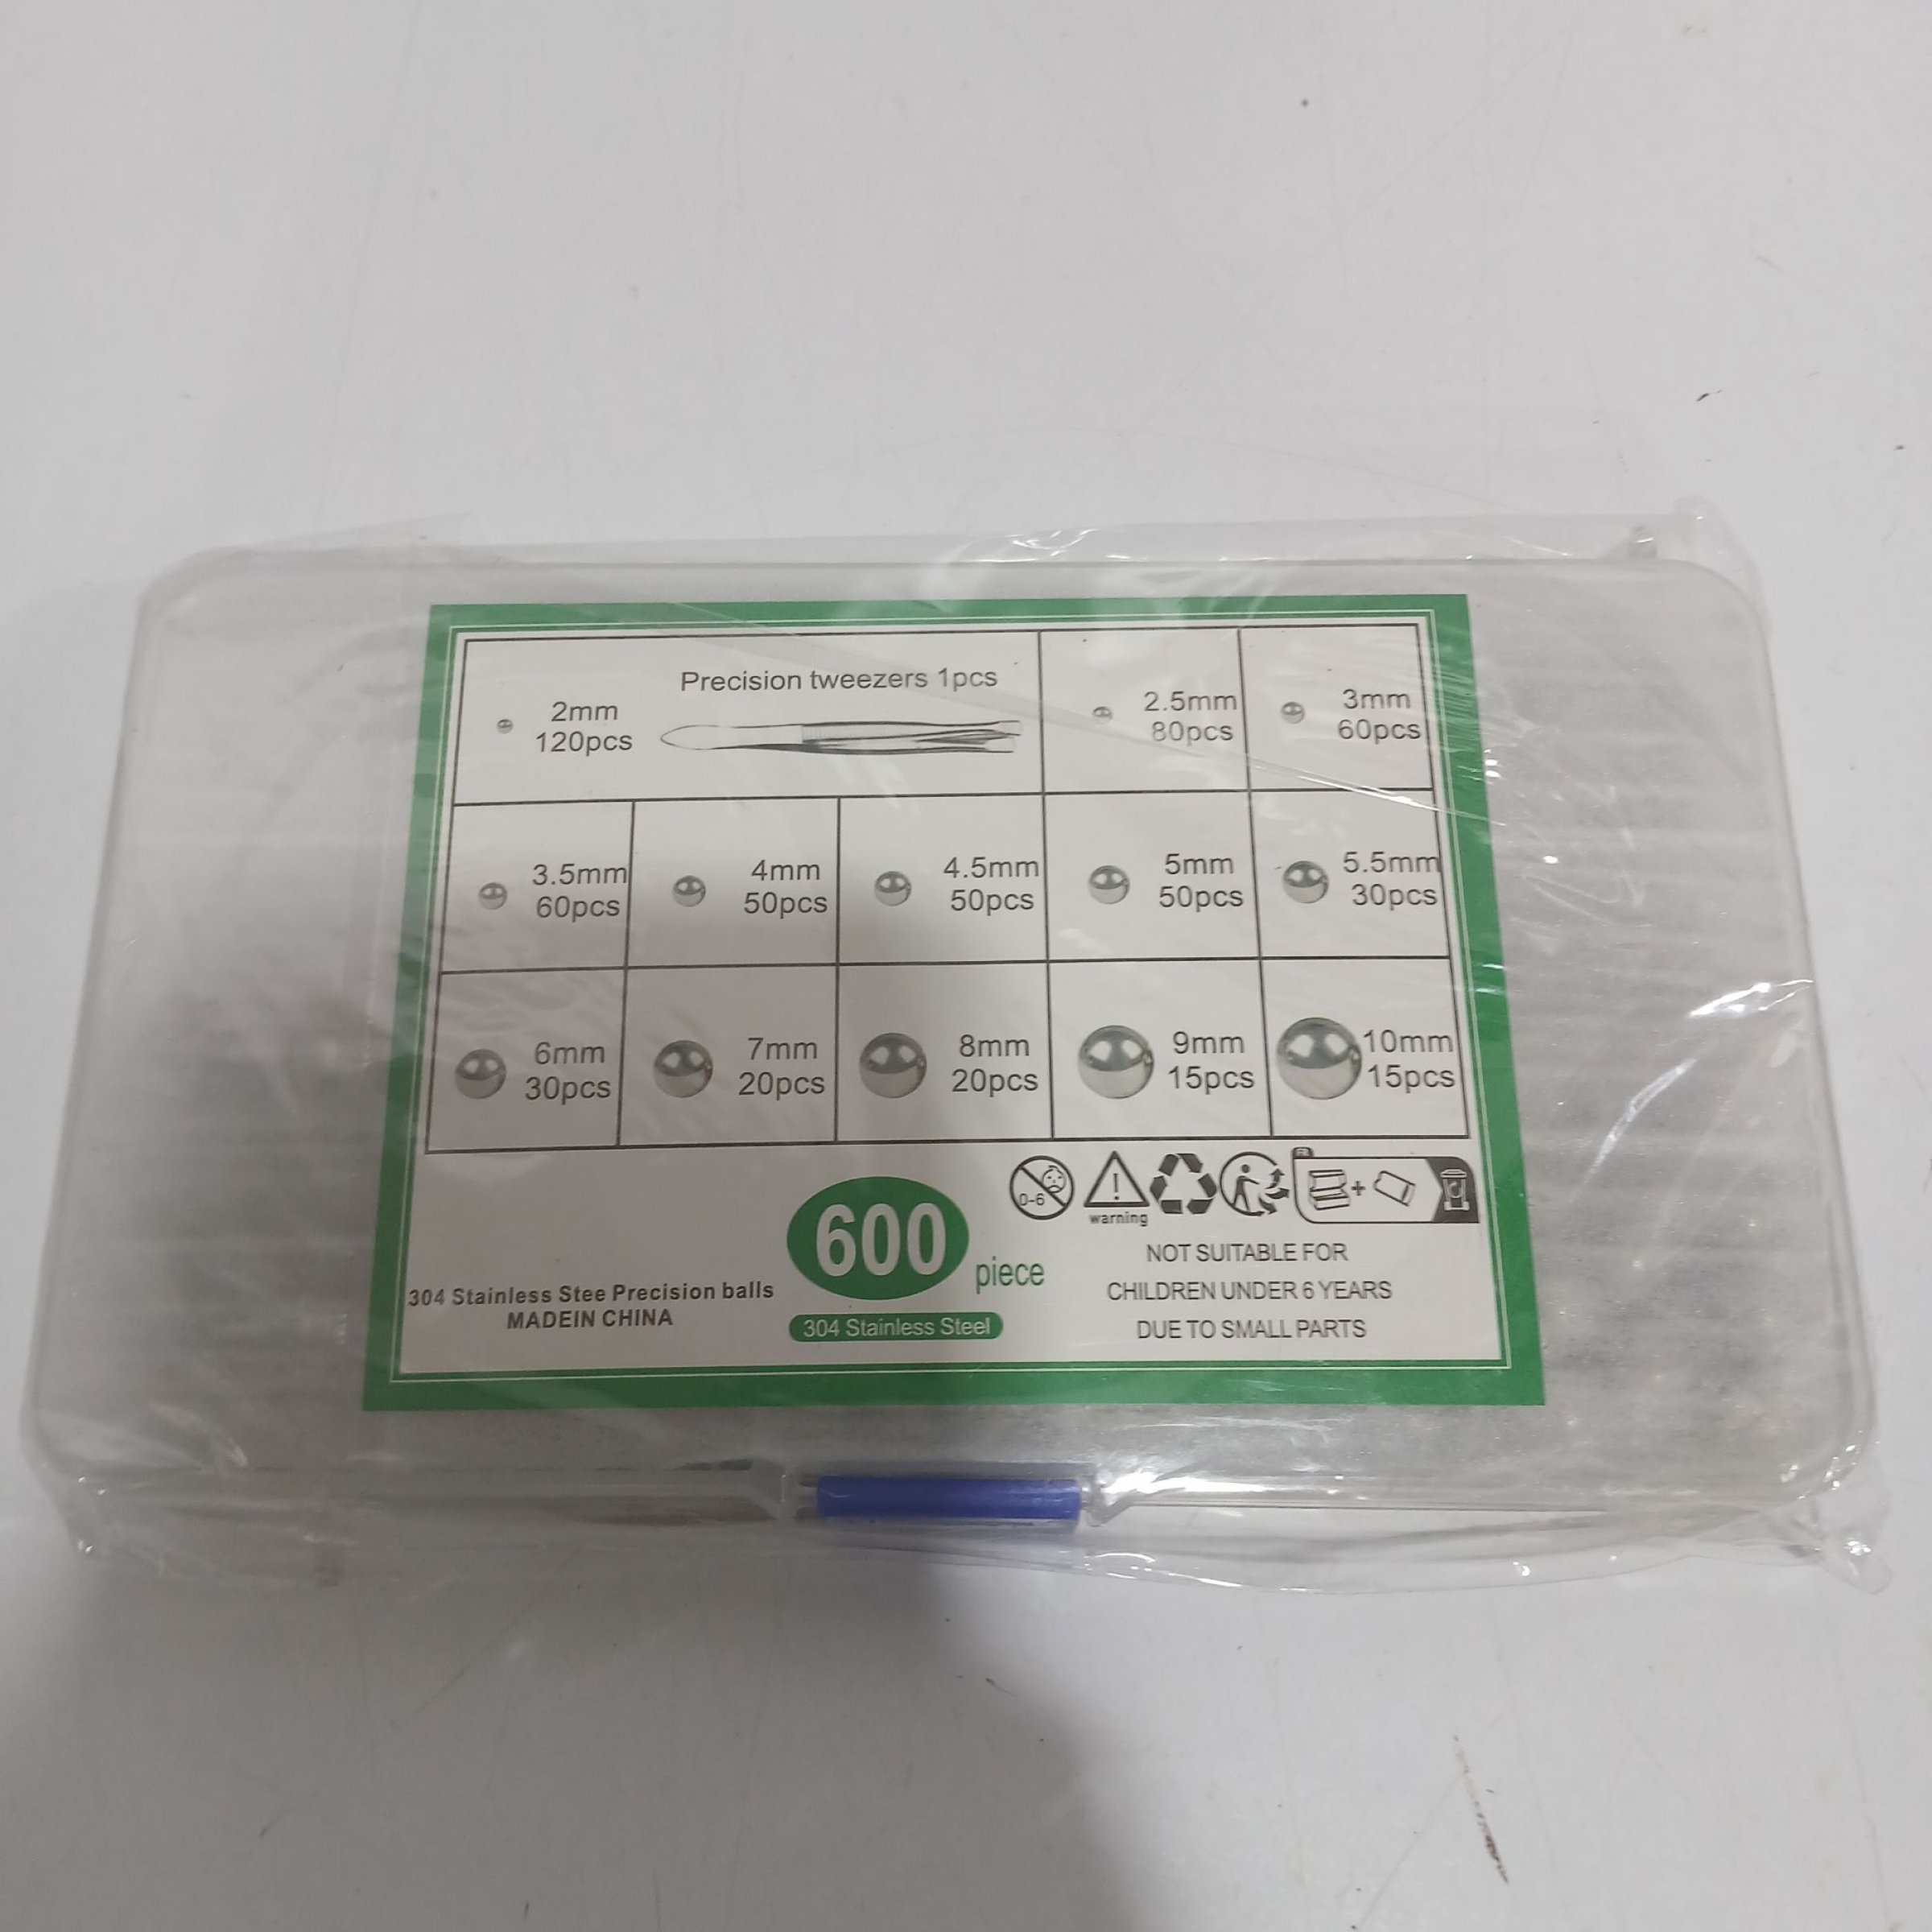 Precision tweezers 1pcs
2mm
120pcs
2.5mm
80pcs
3mm
60pcs
3.5mm
60pcs
4mm
50pcs
4.5mm
50pcs
5mm
50pcs
5.5mm
30pcs
6mm
30pcs
7mm
20pcs
8mm
20pcs
9mm
15pcs
10mm
15pcs
304 Stainless Stee Precision balls
MADEIN CHINA
600
piece
304 Stainless Steel
0-6
warning
FR
NOT SUITABLE FOR
CHILDREN UNDER 6 YEARS
DUE TO SMALL PARTS